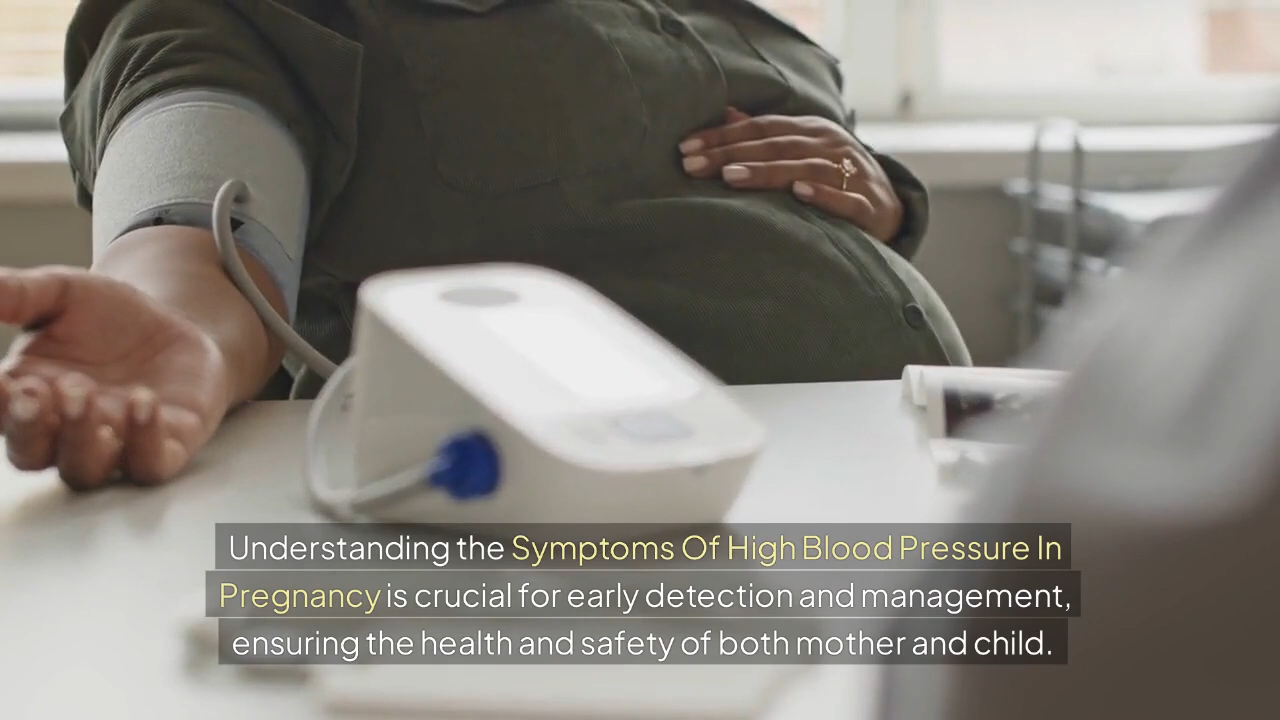 Understanding the Symptoms Of High Blood Pressure In
Pregnancy is crucial for early detection and management,
ensuring the health and safety of both mother and child.